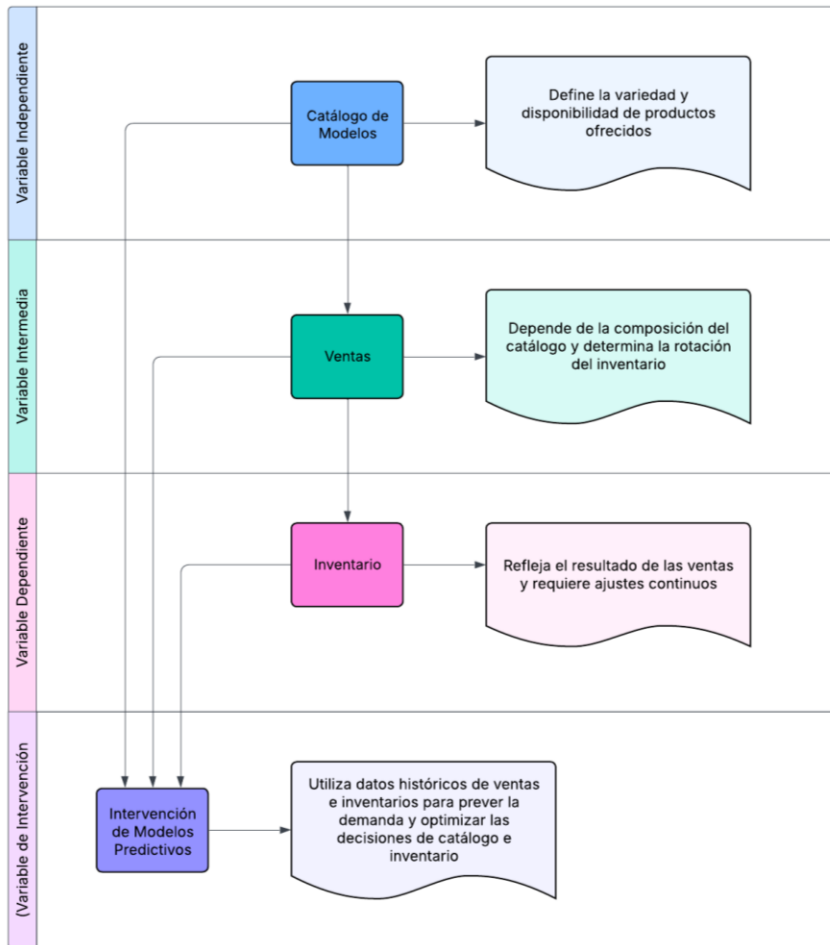 Variable Independiente
Catálogo de
Modelos
Define la variedad y
disponibilidad de productos
ofrecidos
Variable Intermedia
Ventas
Depende de la composición del
catálogo y determina la rotación
del inventario
Variable Dependiente
Inventario
Refleja el resultado de las ventas
y requiere ajustes continuos
(Variable de Intervención
Intervención
de Modelos
Predictivos
Utiliza datos históricos de ventas
e inventarios para prever la
demanda y optimizar las
decisiones de catálogo e
inventario